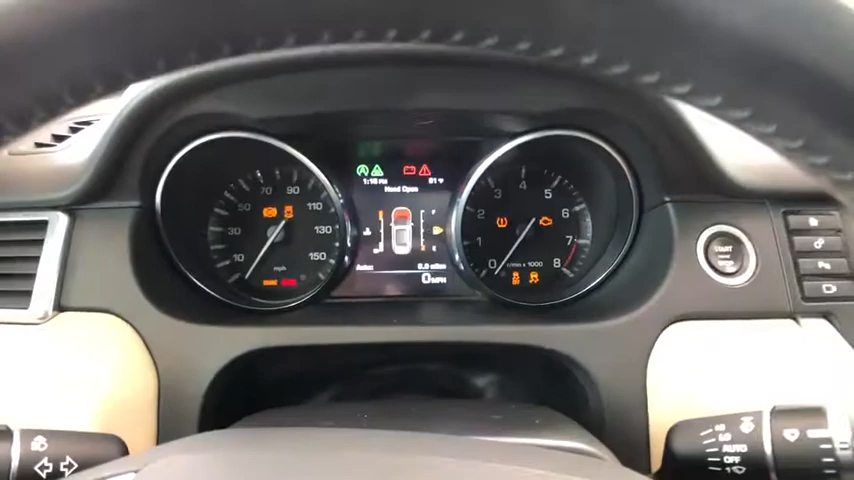 1:16 PM
81°F
Hood Open
10
30
50
70
90
110
130
150
mph
0.0 miles
0 MPH
1
2
3
4
5
6
7
8
r/min x 1000
START
STOP
AUTO
OFF